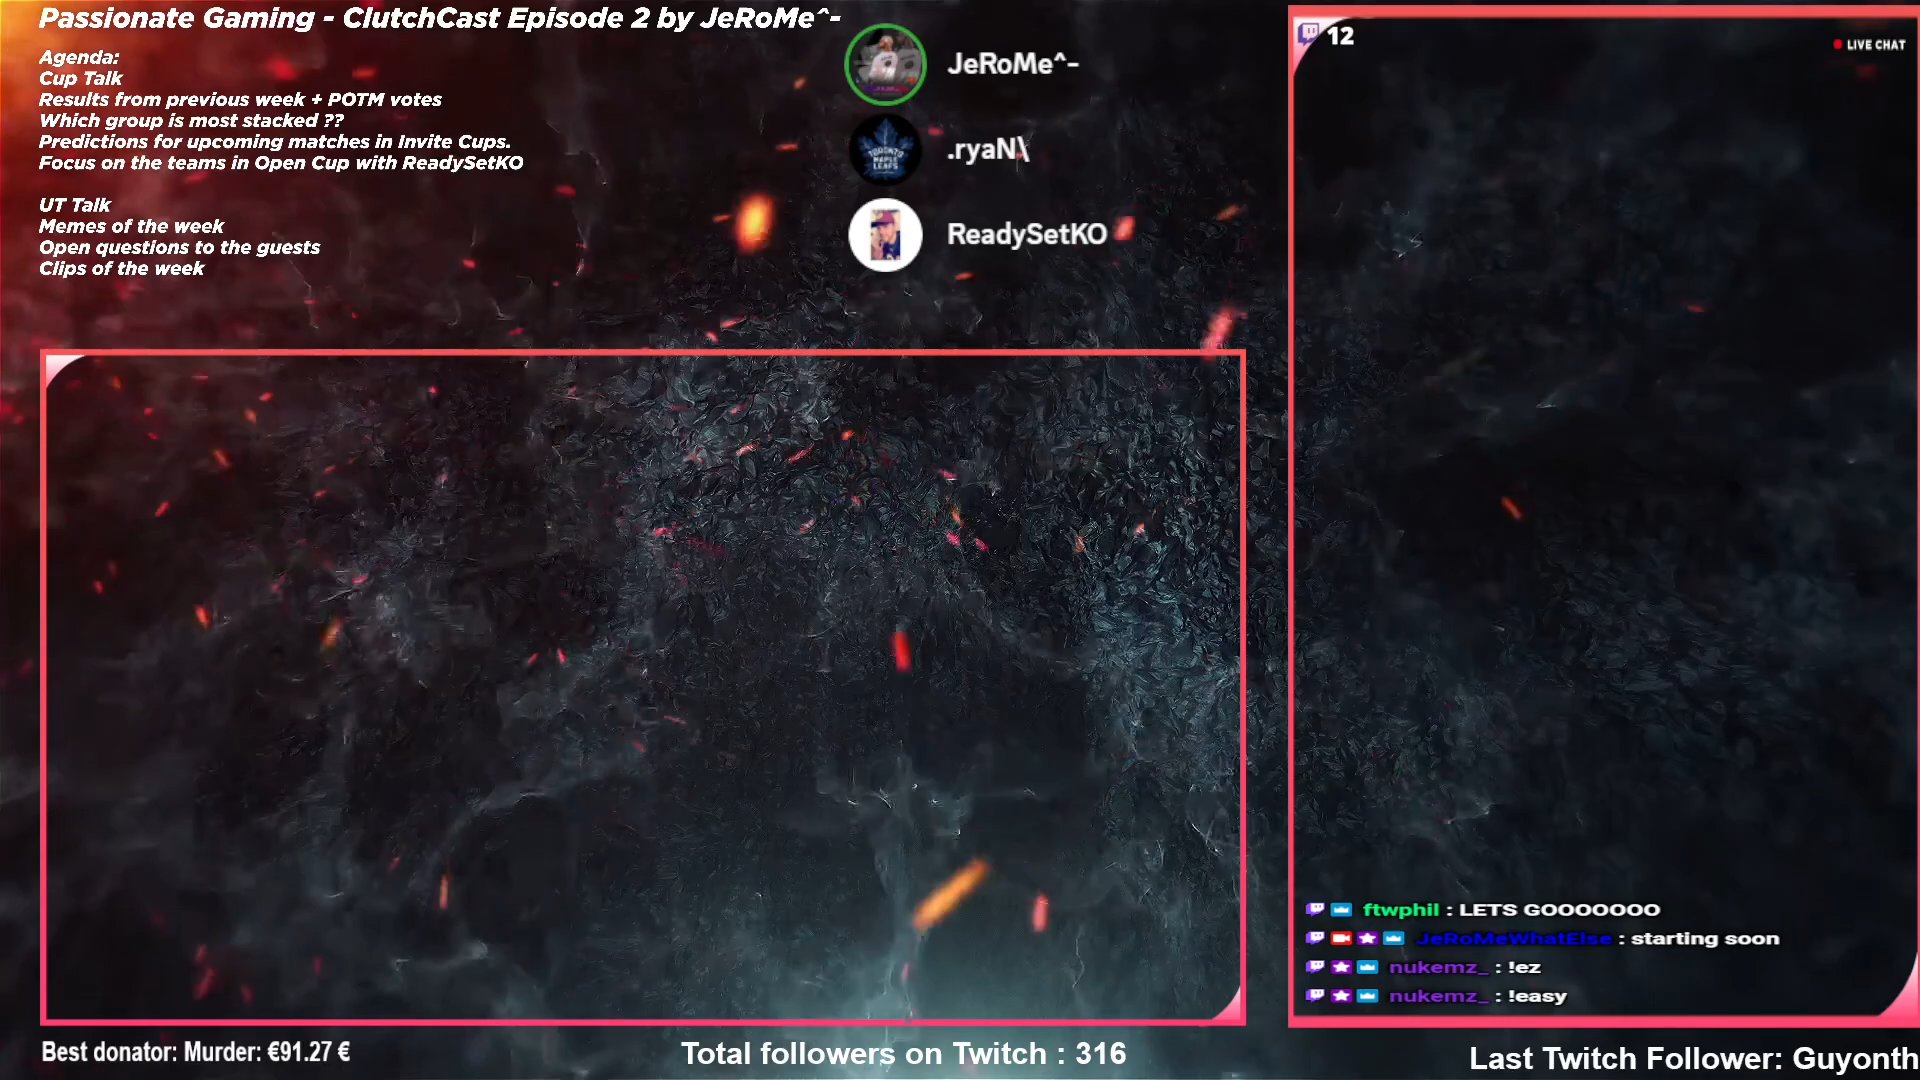 Passionate Gaming - ClutchCast Episode 2 by JeRoMe^-
Agenda:
Cup Talk
Results from previous week + POTM votes
Which group is most stacked ??
Predictions for upcoming matches in Invite Cups.
Focus on the teams in Open Cup with ReadySetKO
UT Talk
Memes of the week
Open questions to the guests
Clips of the week
JeRoMe^-
TORONTO
MAPLE
LEAFS
.ryaN\
ReadySetKO
12
LIVE CHAT
ftwphil : LETS GOOOOOOO
JeRoMeWhatElse : starting soon
nukemz_ : !ez
nukemz_ : !easy
Best donator: Murder: €91.27 €
Total followers on Twitch : 316
Last Twitch Follower: Guyonth